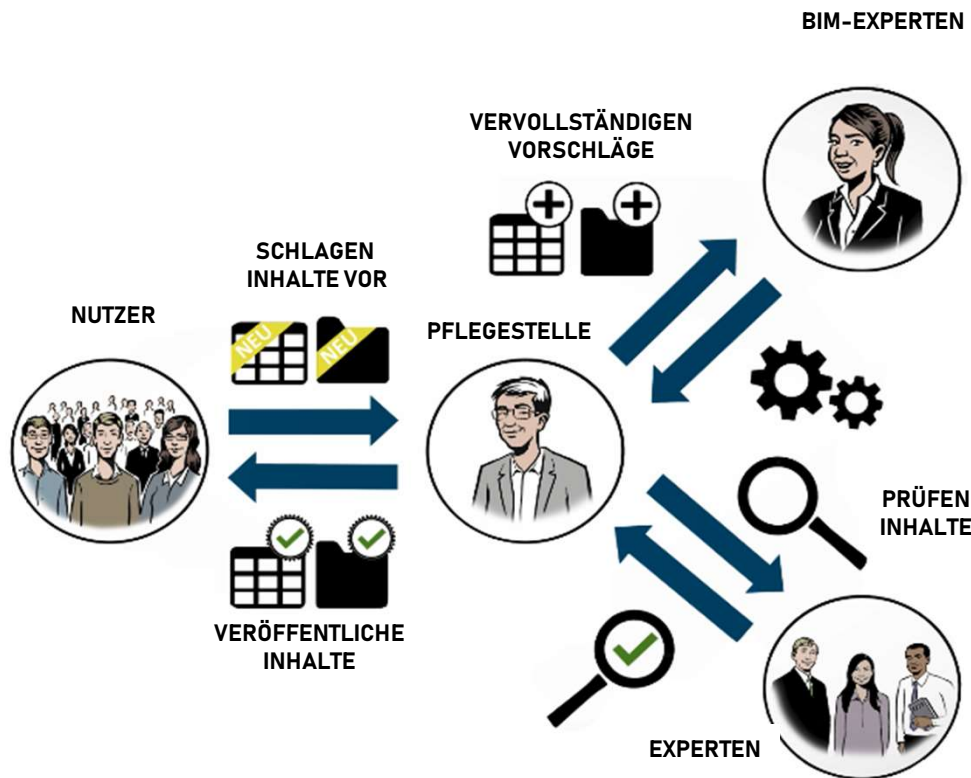 BIM-EXPERTEN
VERVOLLSTÄNDIGEN
VORSCHLÄGE
SCHLAGEN
INHALTE VOR
NUTZER
NEU
NEU
PFLEGESTELLE
PRÜFEN
INHALTE
VERÖFFENTLICHE
INHALTE
EXPERTEN